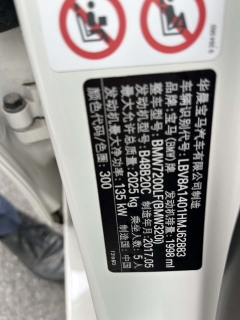 华晨宝马汽车有限公司制造
车辆识别代号：LBV8A1401HMJ62883
品牌：宝马(BMW)牌 发动机排量：1998 ml
整车型号：BMW7200LF(BMW320i)
发动机型号：B48B20C 制造年月：2017.05
最大允许总质量：2025 kg 乘坐人数：5 人
发动机最大净功率：135 kW 制造国：中国
颜色代码/色圈：300